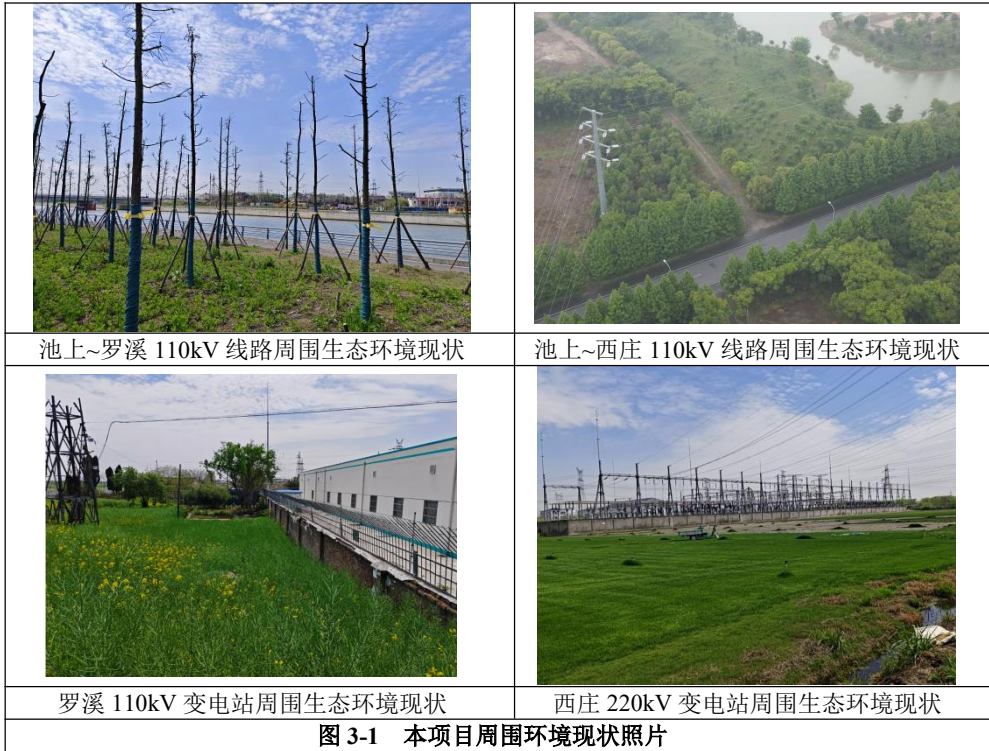 池上~罗溪 110kV 线路周围生态环境现状
池上~西庄 110kV 线路周围生态环境现状
罗溪 110kV 变电站周围生态环境现状
西庄 220kV 变电站周围生态环境现状
图 3-1 本项目周围环境现状照片